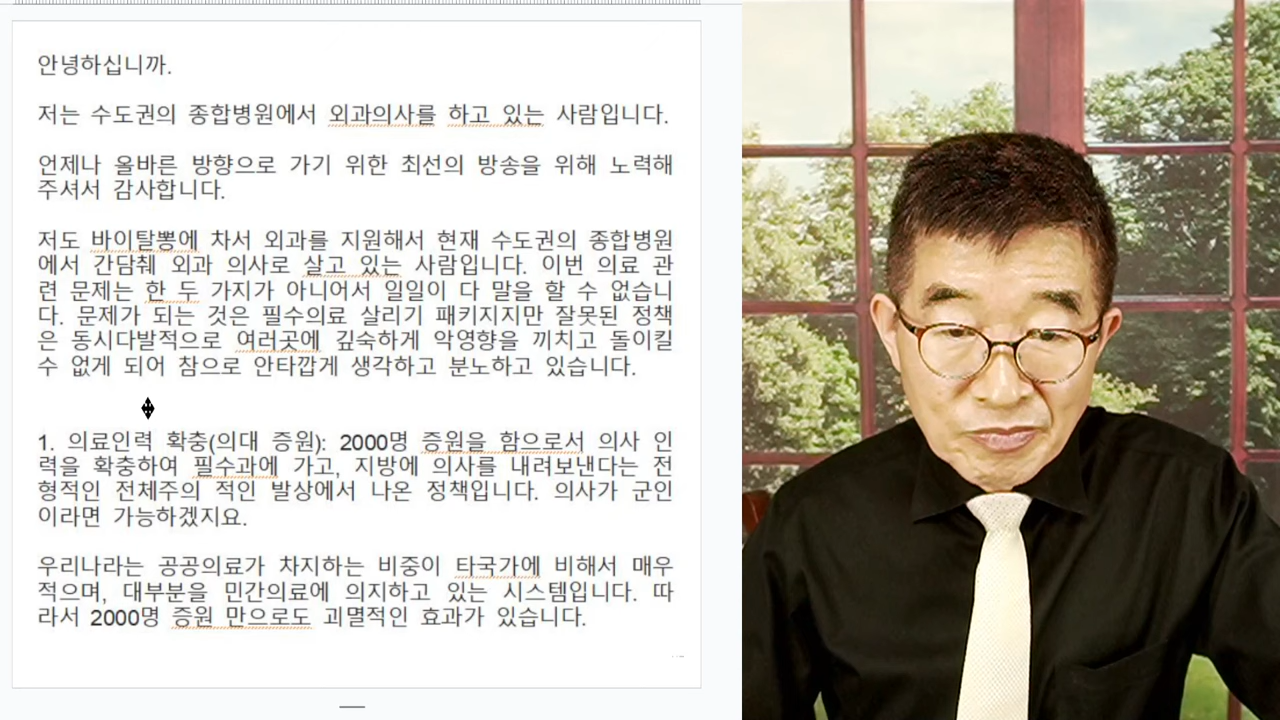 안녕하십니까.
저는 수도권의 종합병원에서 외과의사를 하고 있는 사람입니다.
언제나 올바른 방향으로 가기 위한 최선의 방송을 위해 노력해
주셔서 감사합니다.
저도 바이탈뽕에 차서 외과를 지원해서 현재 수도권의 종합병원
에서 간담췌 외과 의사로 살고 있는 사람입니다. 이번 의료 관
련 문제는 한 두 가지가 아니어서 일일이 다 말을 할 수 없습니
다. 문제가 되는 것은 필수의료 살리기 패키지지만 잘못된 정책
은 동시다발적으로 여러곳에 깊숙하게 악영향을 끼치고 돌이킬
수 없게 되어 참으로 안타깝게 생각하고 분노하고 있습니다.
1. 의료인력 확충(의대 증원): 2000명 증원을 함으로서 의사 인
력을 확충하여 필수과에 가고, 지방에 의사를 내려보낸다는 전
형적인 전체주의 적인 발상에서 나온 정책입니다. 의사가 군인
이라면 가능하겠지요.
우리나라는 공공의료가 차지하는 비중이 타국가에 비해서 매우
적으며, 대부분을 민간의료에 의지하고 있는 시스템입니다. 따
라서 2000명 증원 만으로도 괴멸적인 효과가 있습니다.